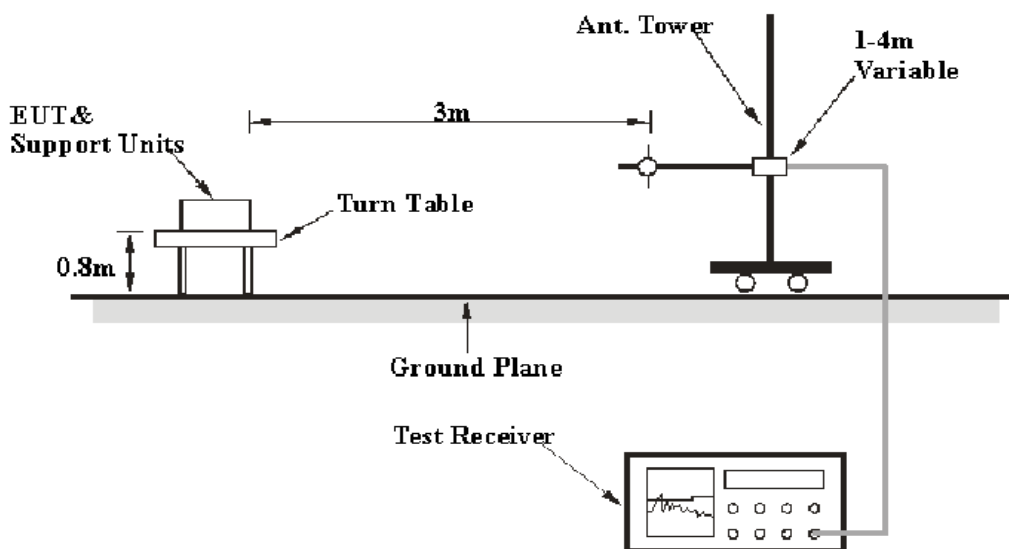 Ant. Tower
1-4m
Variable
EUT&
Support Units
3m
Turn Table
0.8m
Ground Plane
Test Receiver